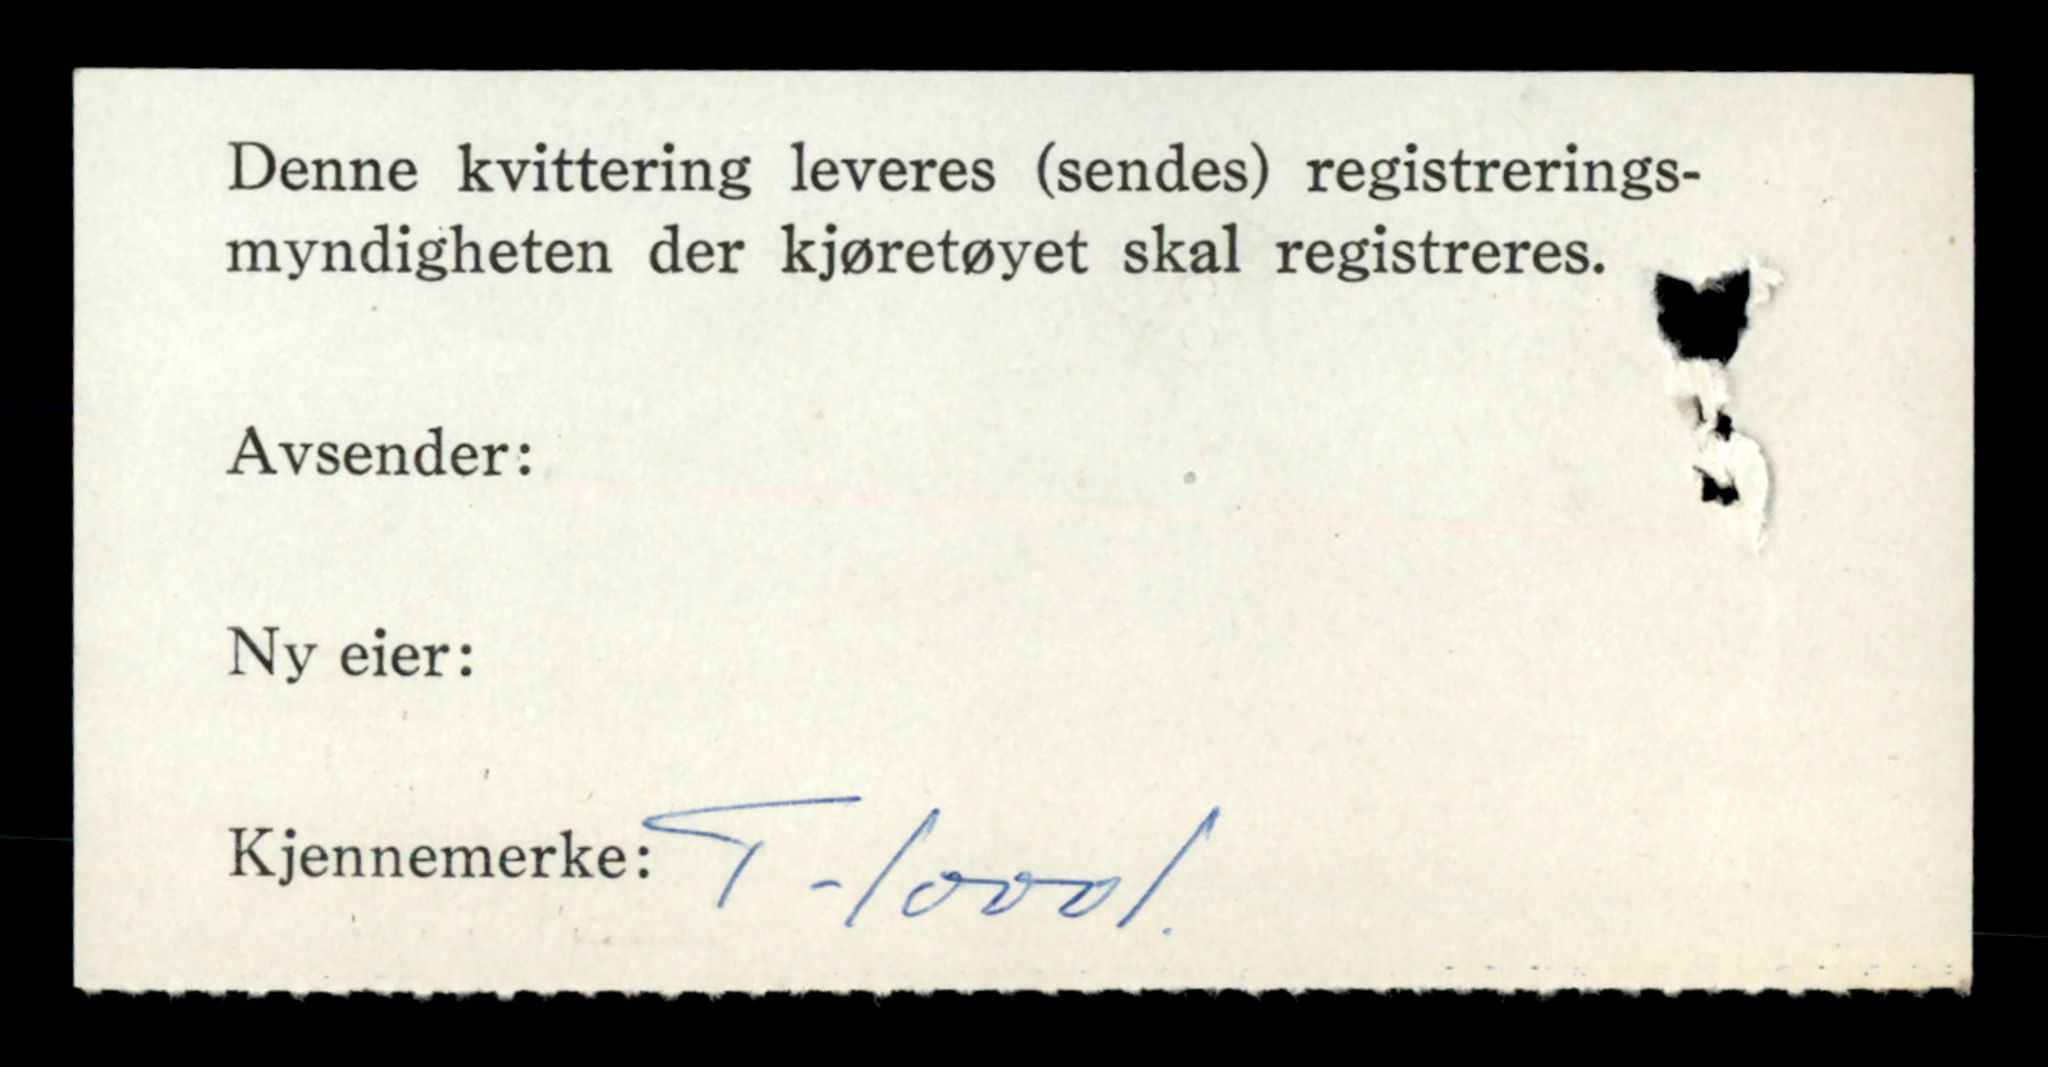 Denne kvittering leveres (sendes) registrerings-
myndigheten der kjøretøyet skal registreres.
Avsender:
Ny eier:
Kjennemerke: T-10001.